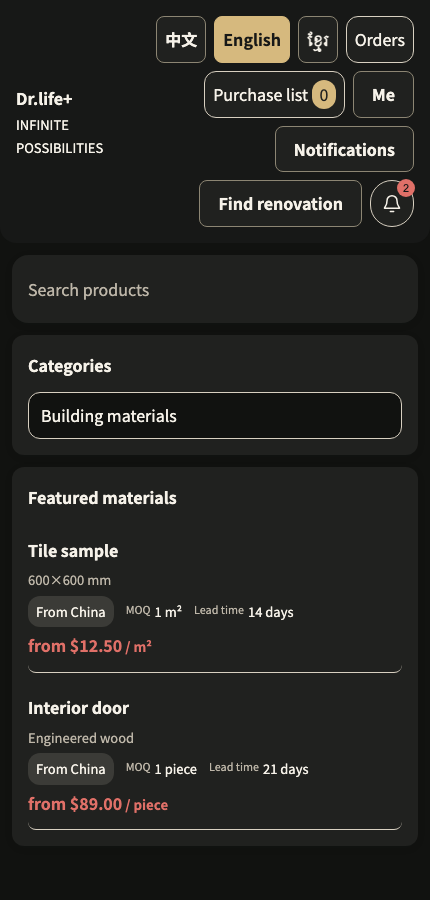 中文 English ខ្មែរ Orders
Purchase list 0 Me
Dr.life+
INFINITE
POSSIBILITIES
Notifications
Find renovation 2
Search products
Categories
Building materials
Featured materials
Tile sample
600×600 mm
From China MOQ 1 m² Lead time 14 days
from $12.50 / m²
Interior door
Engineered wood
From China MOQ 1 piece Lead time 21 days
from $89.00 / piece